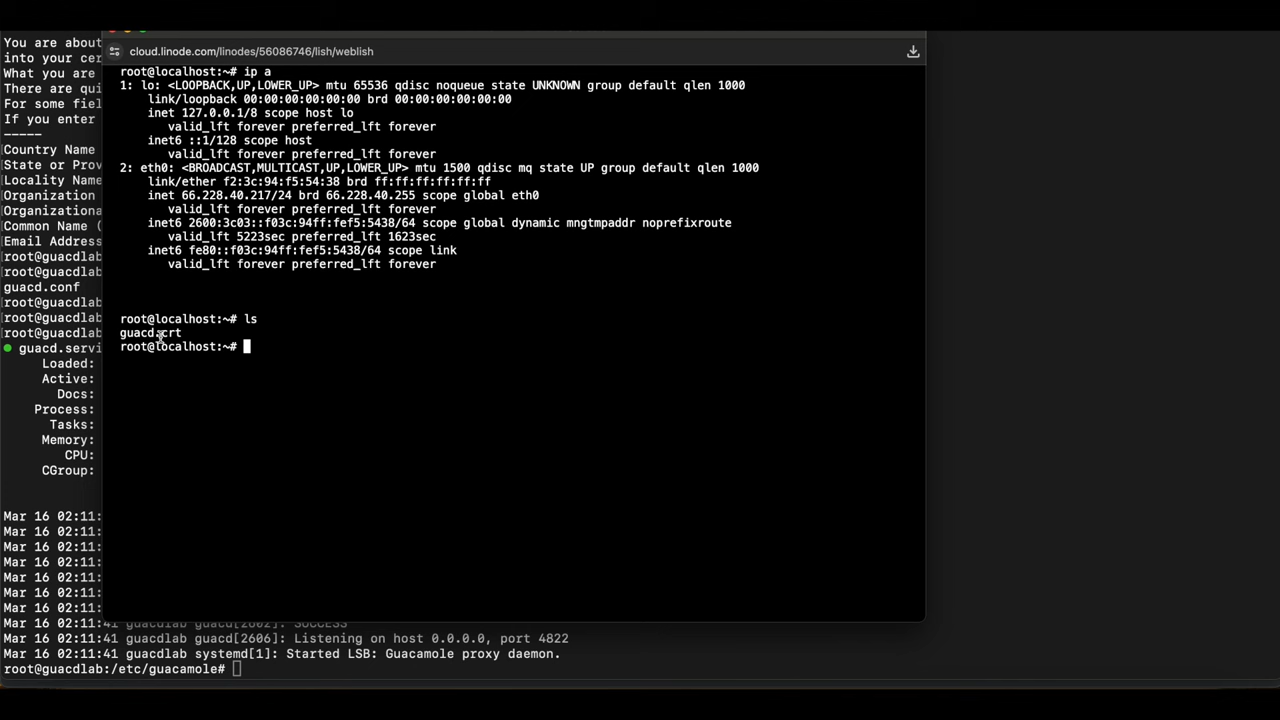 cloud.linode.com/linodes/56086746/lish/weblish
root@localhost:~# ip a
1: lo: <LOOPBACK,UP,LOWER_UP> mtu 65536 qdisc noqueue state UNKNOWN group default qlen 1000
link/loopback 00:00:00:00:00:00 brd 00:00:00:00:00:00
inet 127.0.0.1/8 scope host lo
valid_lft forever preferred_lft forever
inet6 ::1/128 scope host
valid_lft forever preferred_lft forever
2: eth0: <BROADCAST,MULTICAST,UP,LOWER_UP> mtu 1500 qdisc mq state UP group default qlen 1000
link/ether f2:3c:94:f5:54:38 brd ff:ff:ff:ff:ff:ff
inet 66.228.40.217/24 brd 66.228.40.255 scope global eth0
valid_lft forever preferred_lft forever
inet6 2600:3c03::f03c:94ff:fef5:5438/64 scope global dynamic mngtmpaddr noprefixroute
valid_lft 5223sec preferred_lft 1623sec
inet6 fe80::f03c:94ff:fef5:5438/64 scope link
valid_lft forever preferred_lft forever
root@localhost:~# ls
guacd.crt
root@localhost:~#
You are about
into your cer
What you are
There are qui
For some fiel
If you enter
-----
[Country Name
[State or Prov
[Locality Name
[Organization
[Organizationa
[Common Name (
[Email Address
[root@guacdlab
[root@guacdlab
guacd.conf
[root@guacdlab
[root@guacdlab
[root@guacdlab
● guacd.servi
Loaded:
Active:
Docs:
Process:
Tasks:
Memory:
CPU:
CGroup:
Mar 16 02:11:
Mar 16 02:11:
Mar 16 02:11:
Mar 16 02:11:
Mar 16 02:11:
Mar 16 02:11:
Mar 16 02:11:
Mar 16 02:11:41 guacdlab guacd[2602]: SUCCESS
Mar 16 02:11:41 guacdlab guacd[2606]: Listening on host 0.0.0.0, port 4822
Mar 16 02:11:41 guacdlab systemd[1]: Started LSB: Guacamole proxy daemon.
root@guacdlab:/etc/guacamole#